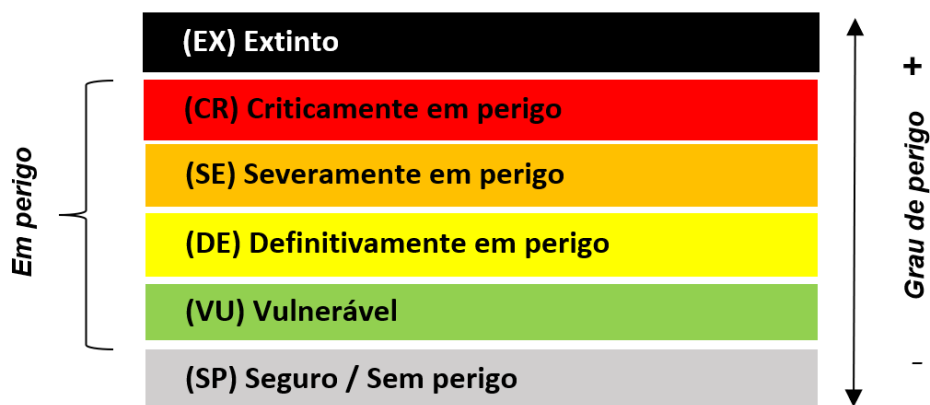 (EX) Extinto
(CR) Criticamente em perigo
(SE) Severamente em perigo
(DE) Definitivamente em perigo
(VU) Vulnerável
(SP) Seguro / Sem perigo
Em perigo
+
Grau de perigo
-